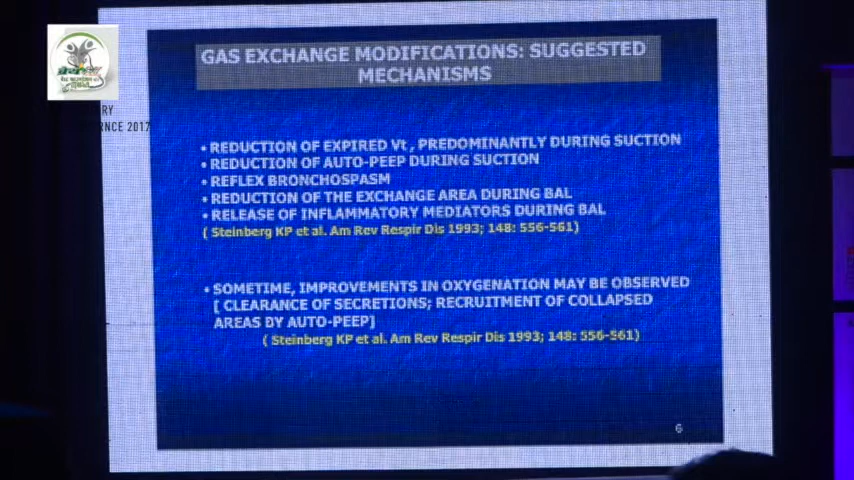 GAS EXCHANGE MODIFICATIONS: SUGGESTED
MECHANISMS
RY
RNCE 2017
• REDUCTION OF EXPIRED Vt , PREDOMINANTLY DURING SUCTION
• REDUCTION OF AUTO-PEEP DURING SUCTION
• REFLEX BRONCHOSPASM
• REDUCTION OF THE EXCHANGE AREA DURING BAL
• RELEASE OF INFLAMMATORY MEDIATORS DURING BAL
( Steinberg KP et al. Am Rev Respir Dis 1993; 148: 556-561)
• SOMETIME, IMPROVEMENTS IN OXYGENATION MAY BE OBSERVED
[ CLEARANCE OF SECRETIONS; RECRUITMENT OF COLLAPSED
AREAS BY AUTO-PEEP]
( Steinberg KP et al. Am Rev Respir Dis 1993; 148: 556-561)
6